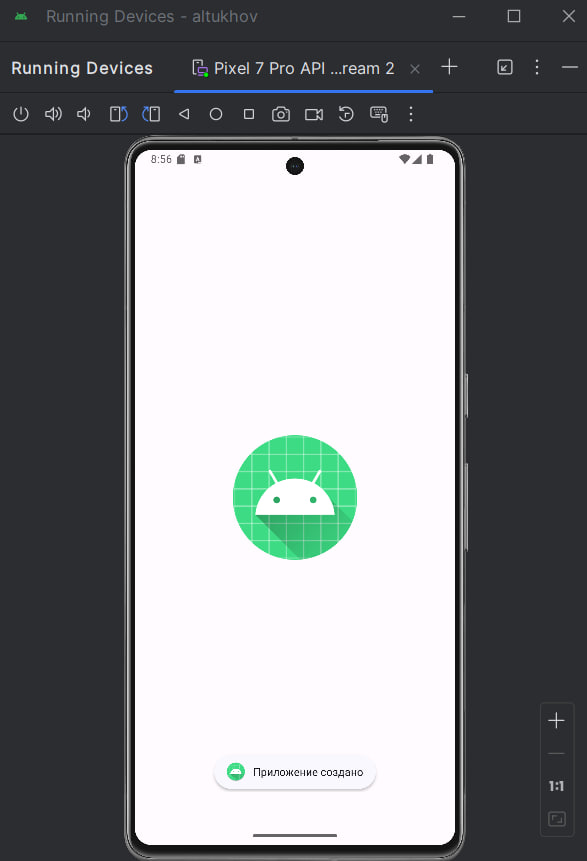 Running Devices - altukhov
Running Devices
Pixel 7 Pro API ...ream 2
8:56
Приложение создано
1:1